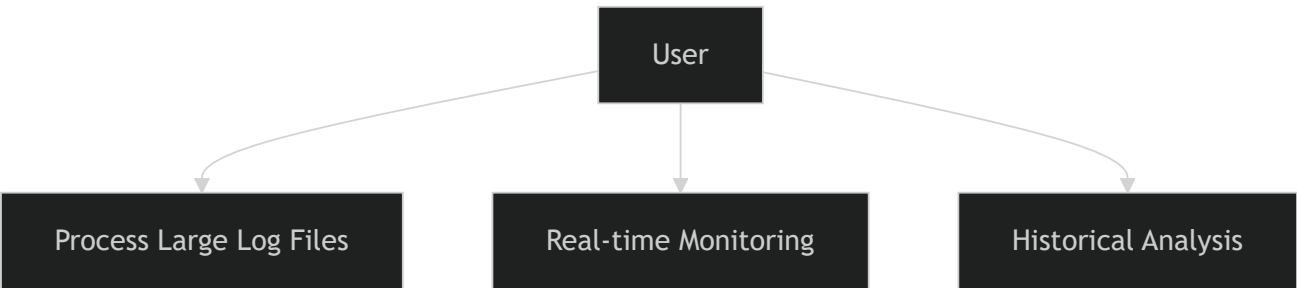 User
Process Large Log Files
Real-time Monitoring
Historical Analysis